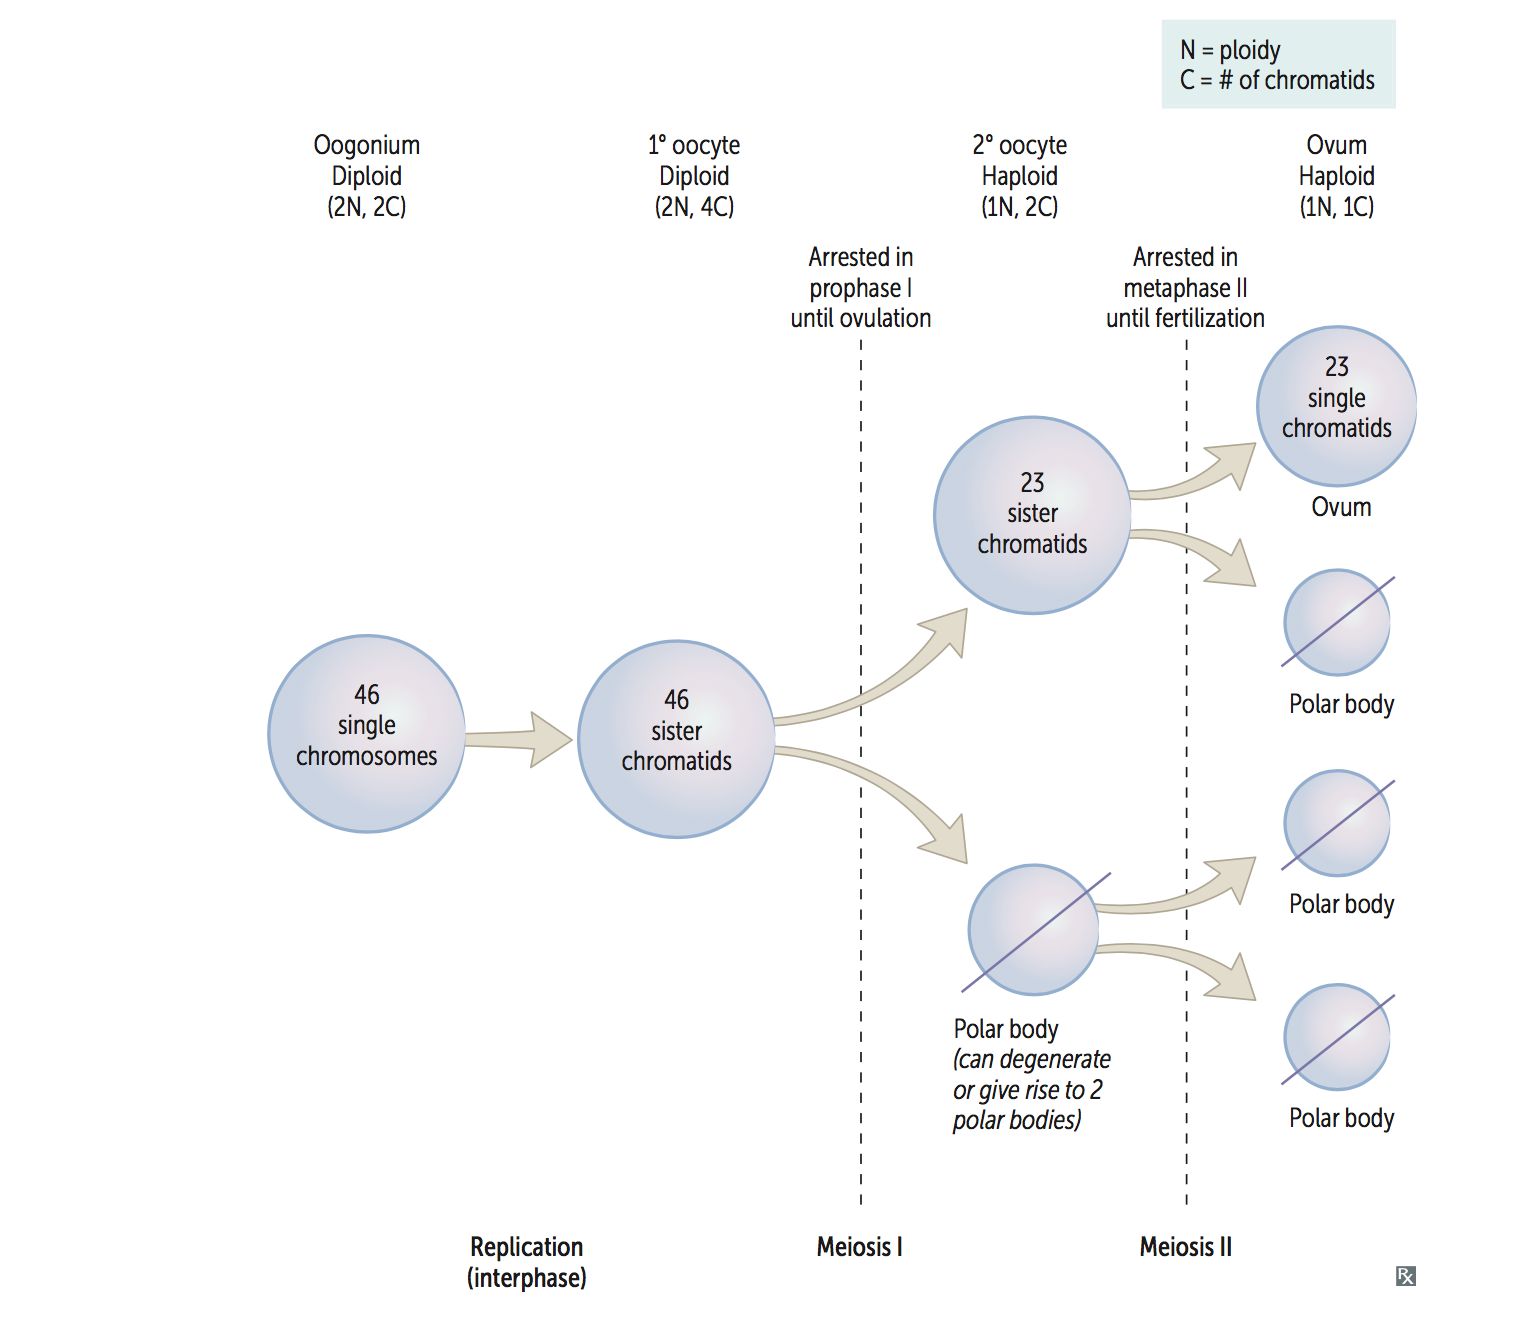 N = ploidy
C = # of chromatids
Oogonium
Diploid
(2N, 2C)
1° oocyte
Diploid
(2N, 4C)
2° oocyte
Haploid
(1N, 2C)
Ovum
Haploid
(1N, 1C)
Arrested in
prophase I
until ovulation
Arrested in
metaphase II
until fertilization
46
single
chromosomes
46
sister
chromatids
23
sister
chromatids
23
single
chromatids
Ovum
Polar body
Polar body
Polar body
Polar body
(can degenerate
or give rise to 2
polar bodies)
Replication
(interphase)
Meiosis I
Meiosis II
Rx